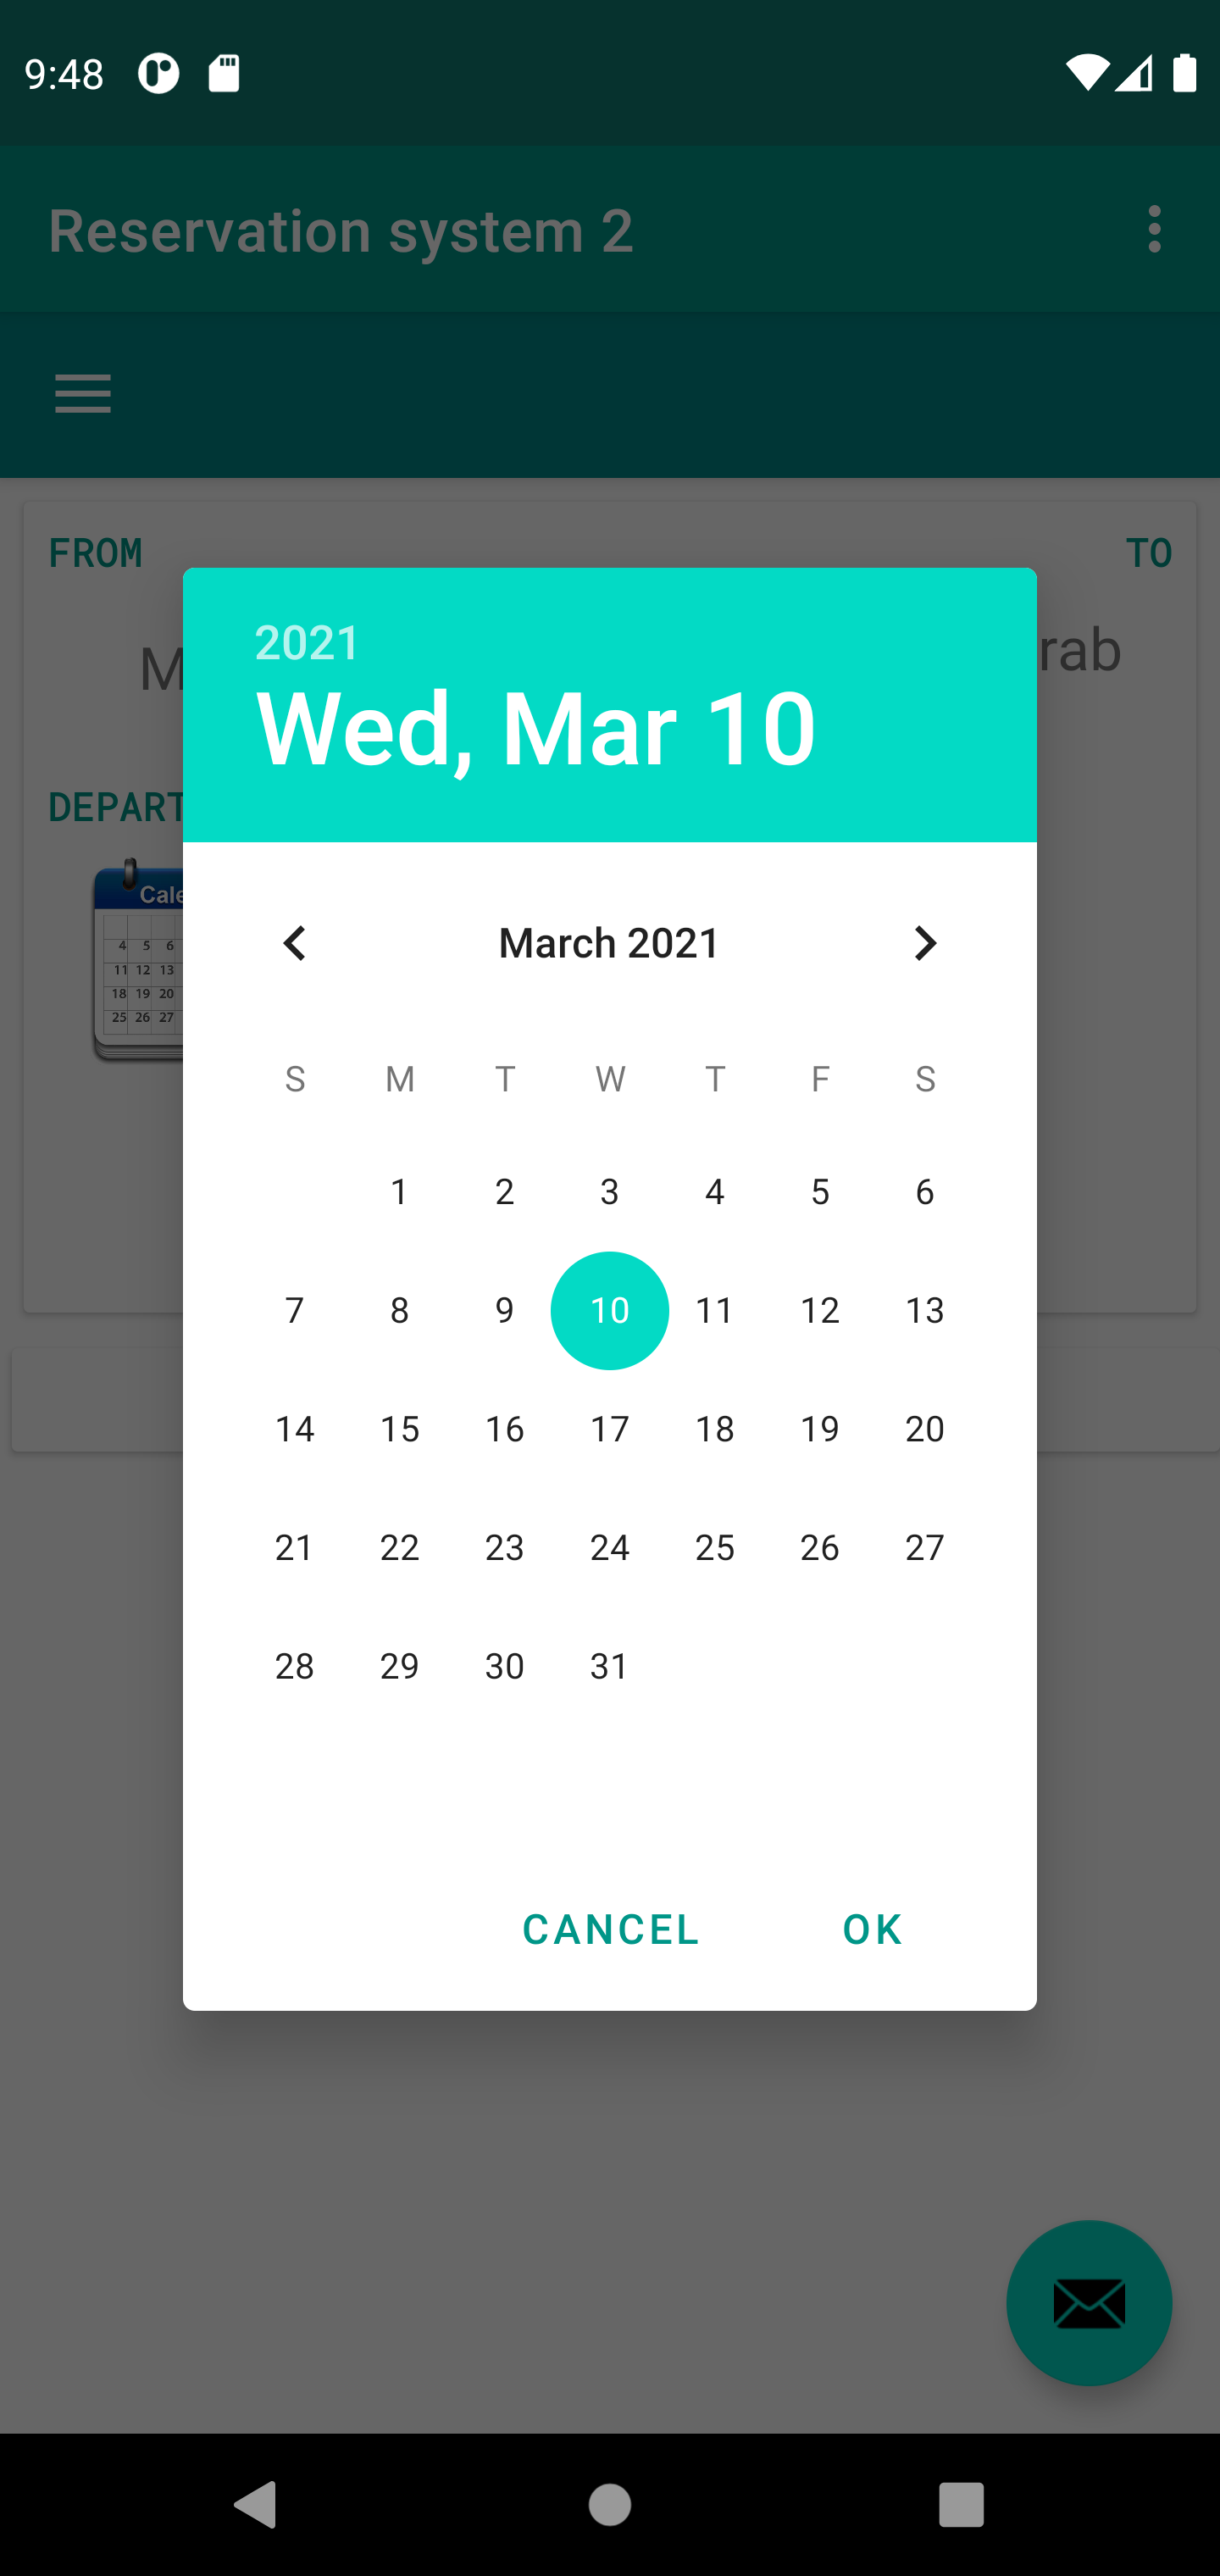 9:48
Reservation system 2
FROM TO
rab
2021
Wed, Mar 10
March 2021
4 5 6
11 12 13
18 19 20
25 26 27
S M T W T F S
1 2 3 4 5 6
7 8 9 10 11 12 13
14 15 16 17 18 19 20
21 22 23 24 25 26 27
28 29 30 31
CANCEL OK